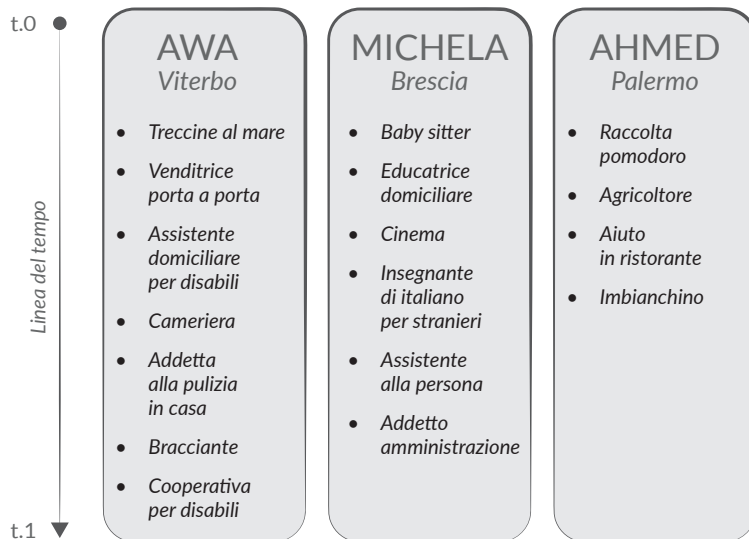 t.0
Linea del tempo
t.1
AWA
Viterbo
• Treccine al mare
• Venditrice
porta a porta
• Assistente
domiciliare
per disabili
• Cameriera
• Addetta
alla pulizia
in casa
• Bracciante
• Cooperativa
per disabili
MICHELA
Brescia
• Baby sitter
• Educatrice
domiciliare
• Cinema
• Insegnante
di italiano
per stranieri
• Assistente
alla persona
• Addetto
amministrazione
AHMED
Palermo
• Raccolta
pomodoro
• Agricoltore
• Aiuto
in ristorante
• Imbianchino